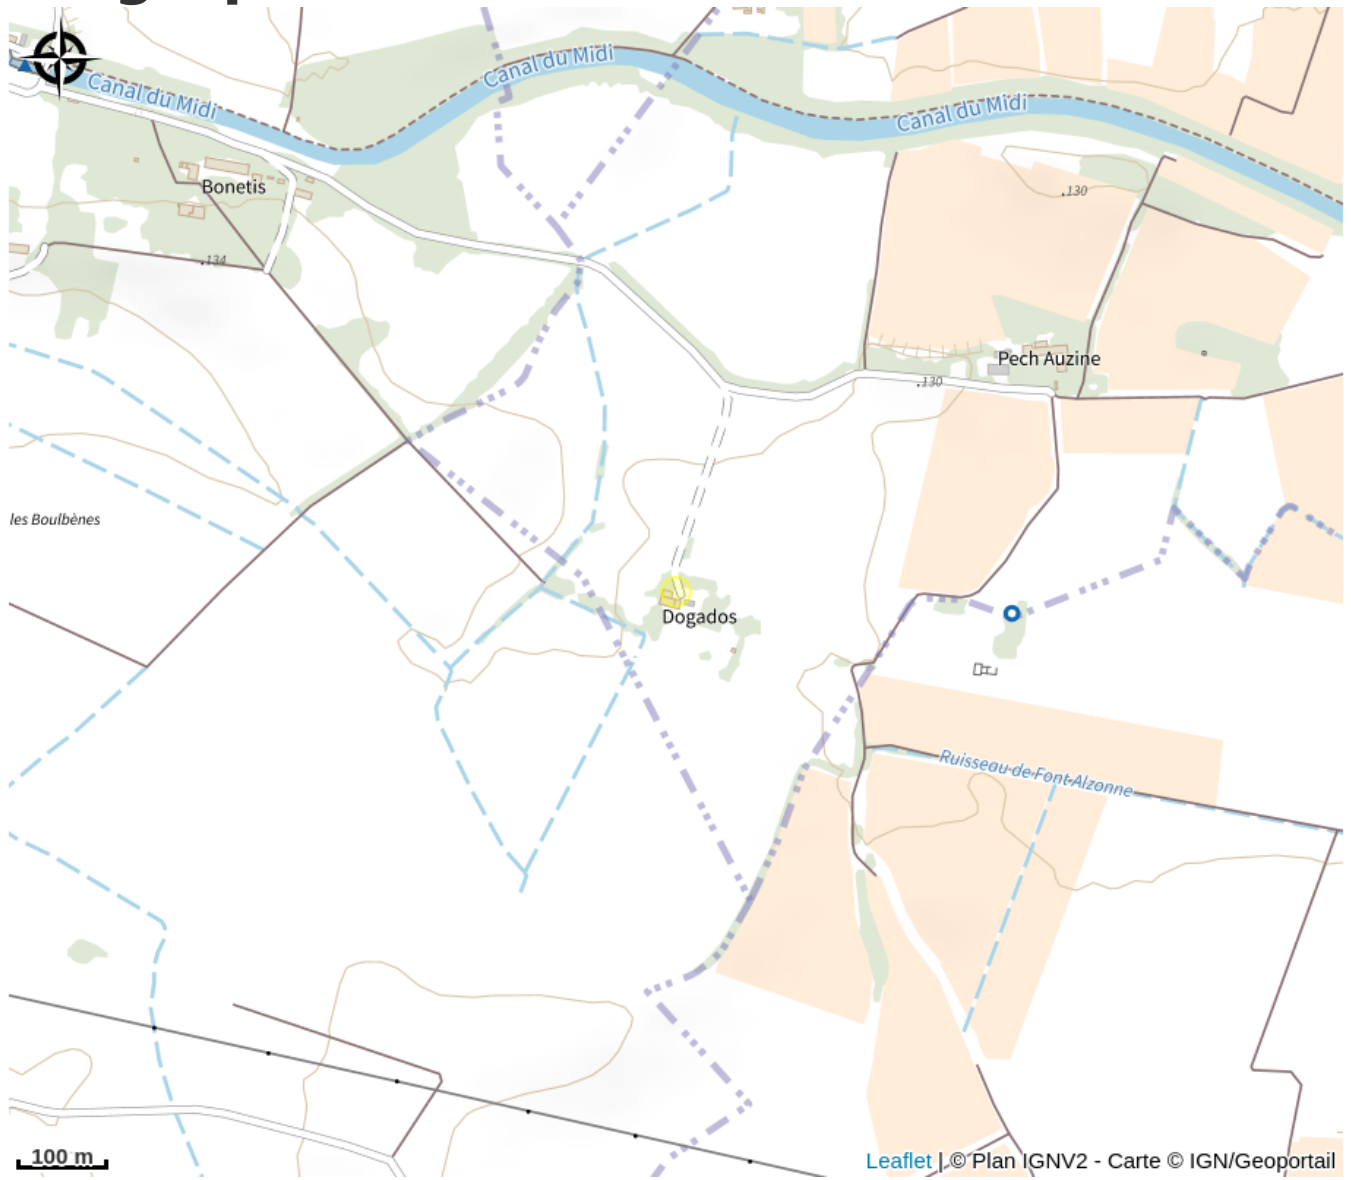 Canal du Midi
Canal du Midi
Canal du Midi
Bonetis
.130
.134
Pech Auzine
.130
les Boulbènes
Dogados
Ruisseau de Font Alzonne
100 m
Leaflet | © Plan IGNV2 - Carte © IGN/Geoportail